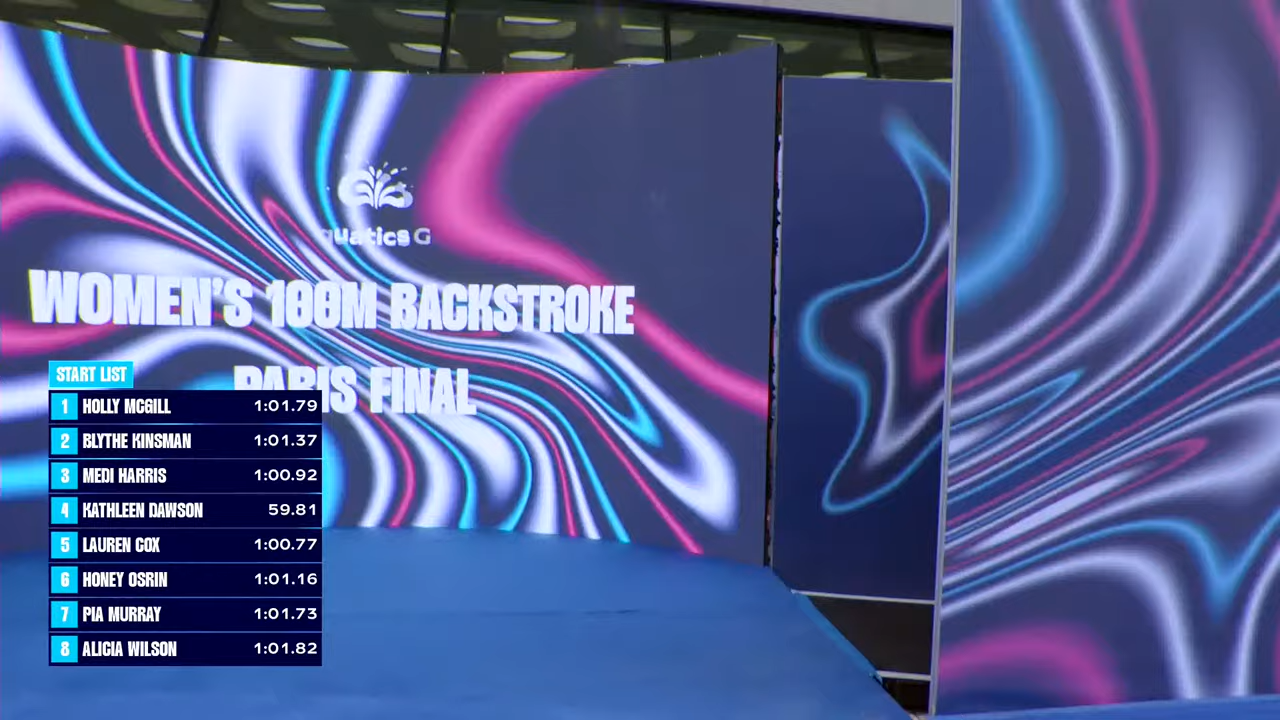 quatics G
WOMEN'S 100M BACKSTROKE
PARIS FINAL
START LIST
1 HOLLY MCGILL 1:01.79
2 BLYTHE KINSMAN 1:01.37
3 MEDI HARRIS 1:00.92
4 KATHLEEN DAWSON 59.81
5 LAUREN COX 1:00.77
6 HONEY OSRIN 1:01.16
7 PIA MURRAY 1:01.73
8 ALICIA WILSON 1:01.82